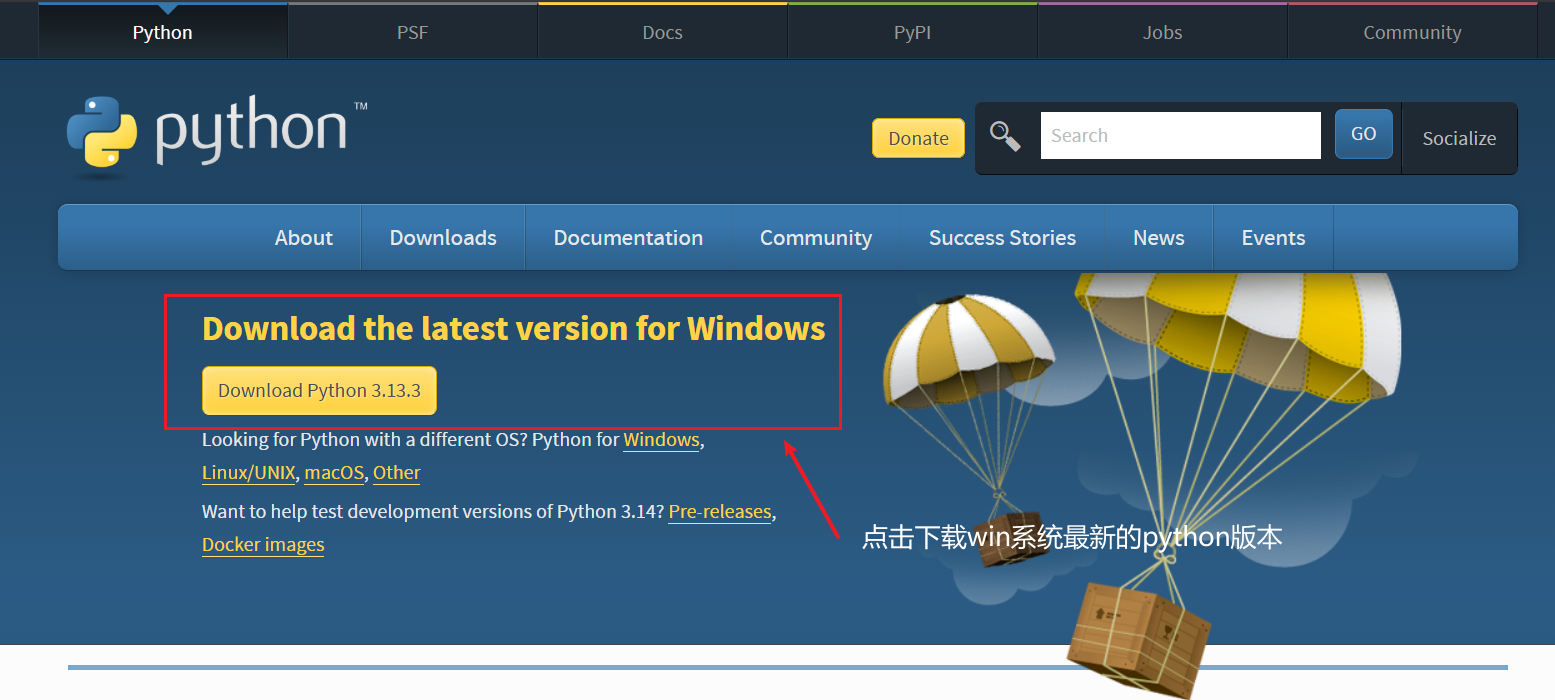 Python PSF Docs PyPI Jobs Community
python™
Donate Search GO Socialize
About Downloads Documentation Community Success Stories News Events
Download the latest version for Windows
Download Python 3.13.3
Looking for Python with a different OS? Python for Windows,
Linux/UNIX, macOS, Other
Want to help test development versions of Python 3.14? Pre-releases,
Docker images
点击下载win系统最新的python版本